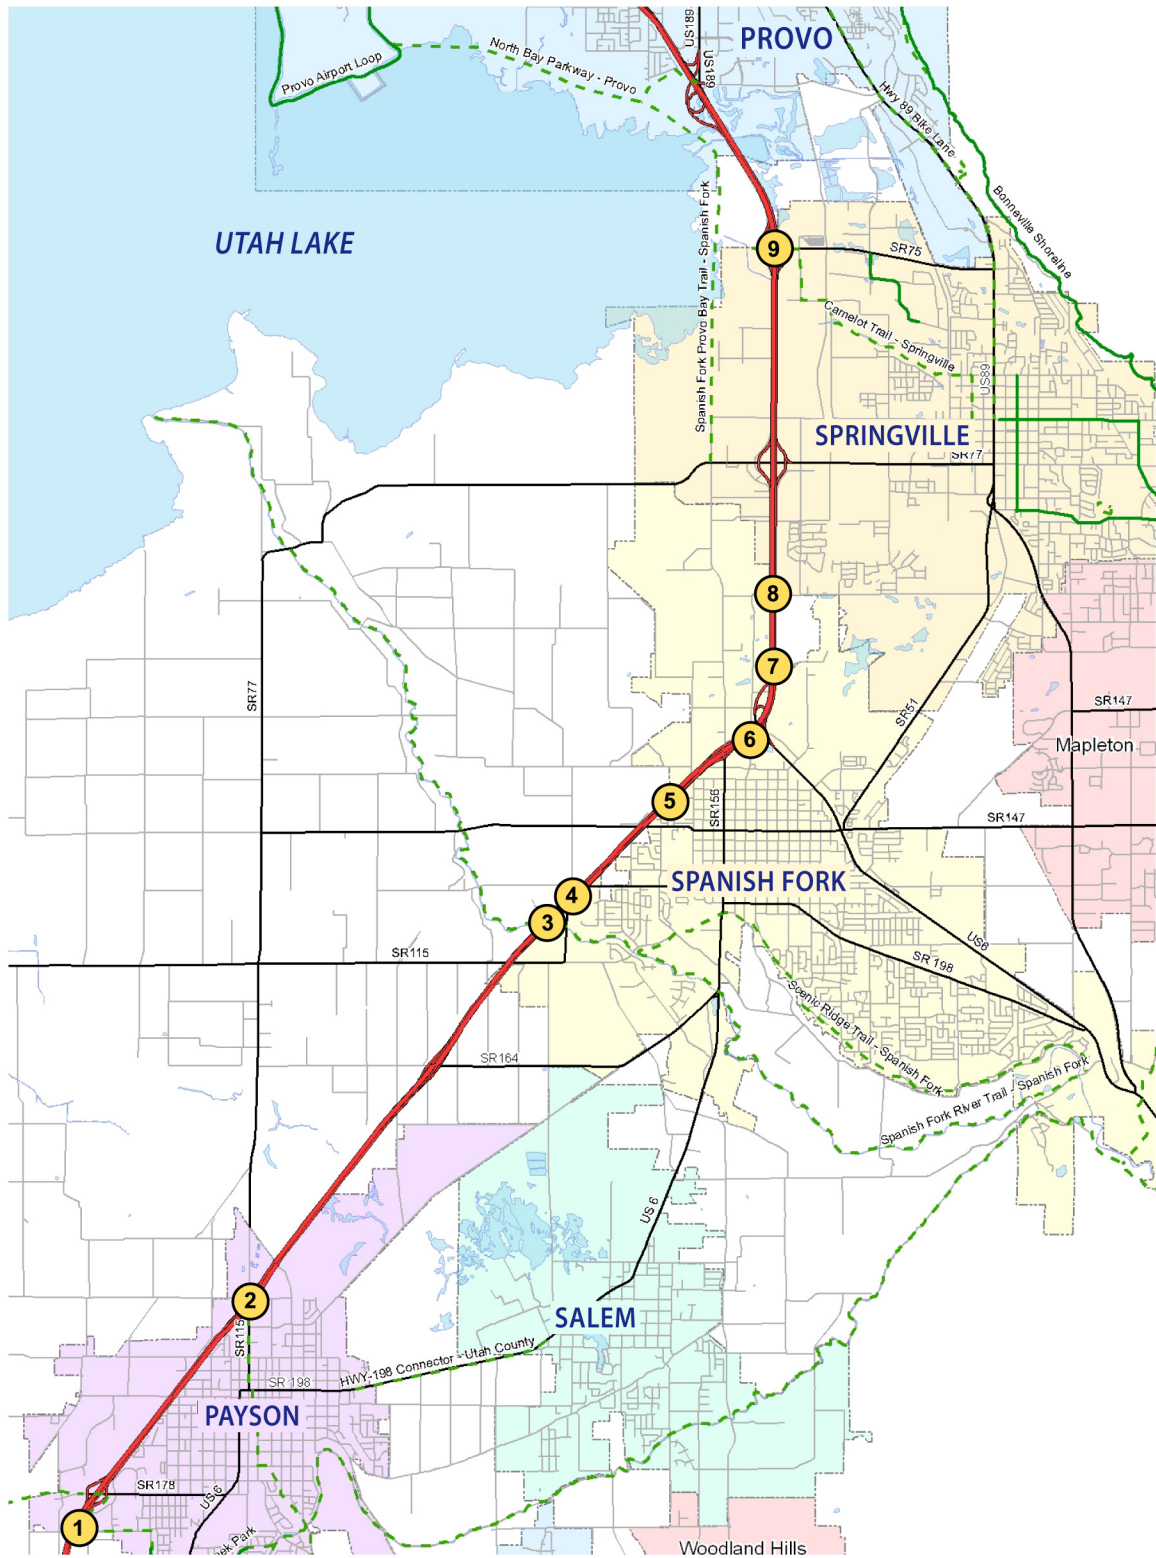 US189
PROVO
US189
North Bay Parkway - Provo
Provo Airport Loop
Hwy 89 Bike Lane
Bonneville Shoreline
UTAH LAKE
9
SR75
Spanish Fork Provo Bay Trail - Spanish Fork
Camelot Trail - Springville
US89
SPRINGVILLE
SR77
8
7
SR77
SR51
SR147
6
Mapleton
5
SR156
SR147
4
SPANISH FORK
3
SR115
US6
SR 198
Scenic Ridge Trail - Spanish Fork
SR164
Spanish Fork River Trail - Spanish Fork
US 6
2
SALEM
SR115
HWY-198 Connector - Utah County
SR 198
PAYSON
SR178
US 6
1
ek Park
Woodland Hills